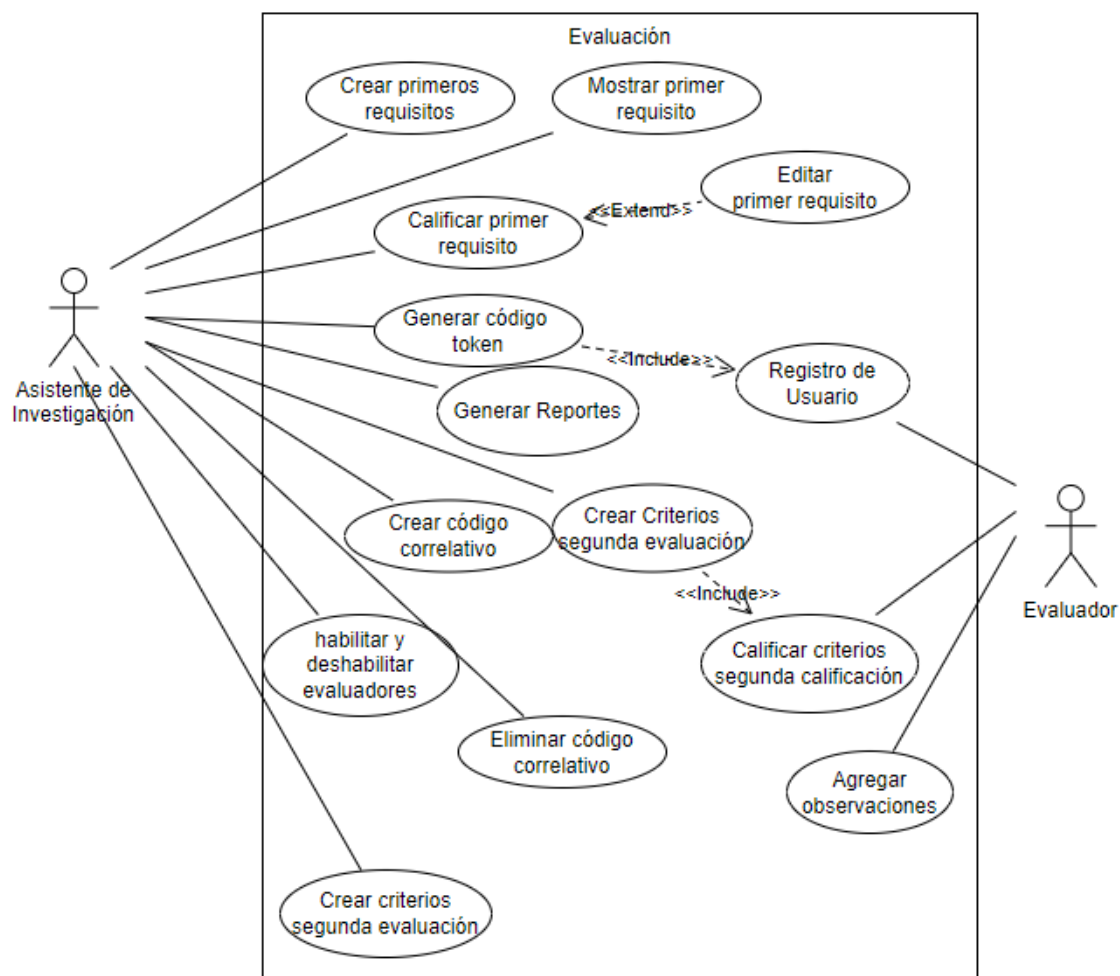 Evaluación
Crear primeros
requisitos
Mostrar primer
requisito
Editar
primer requisito
<<Extend>>
Calificar primer
requisito
Generar código
token
<<Include>>
Registro de
Usuario
Asistente de
Investigación
Generar Reportes
Crear código
correlativo
Crear Criterios
segunda evaluación
<<Include>>
Evaluador
habilitar y
deshabilitar
evaluadores
Calificar criterios
segunda calificación
Eliminar código
correlativo
Agregar
observaciones
Crear criterios
segunda evaluación